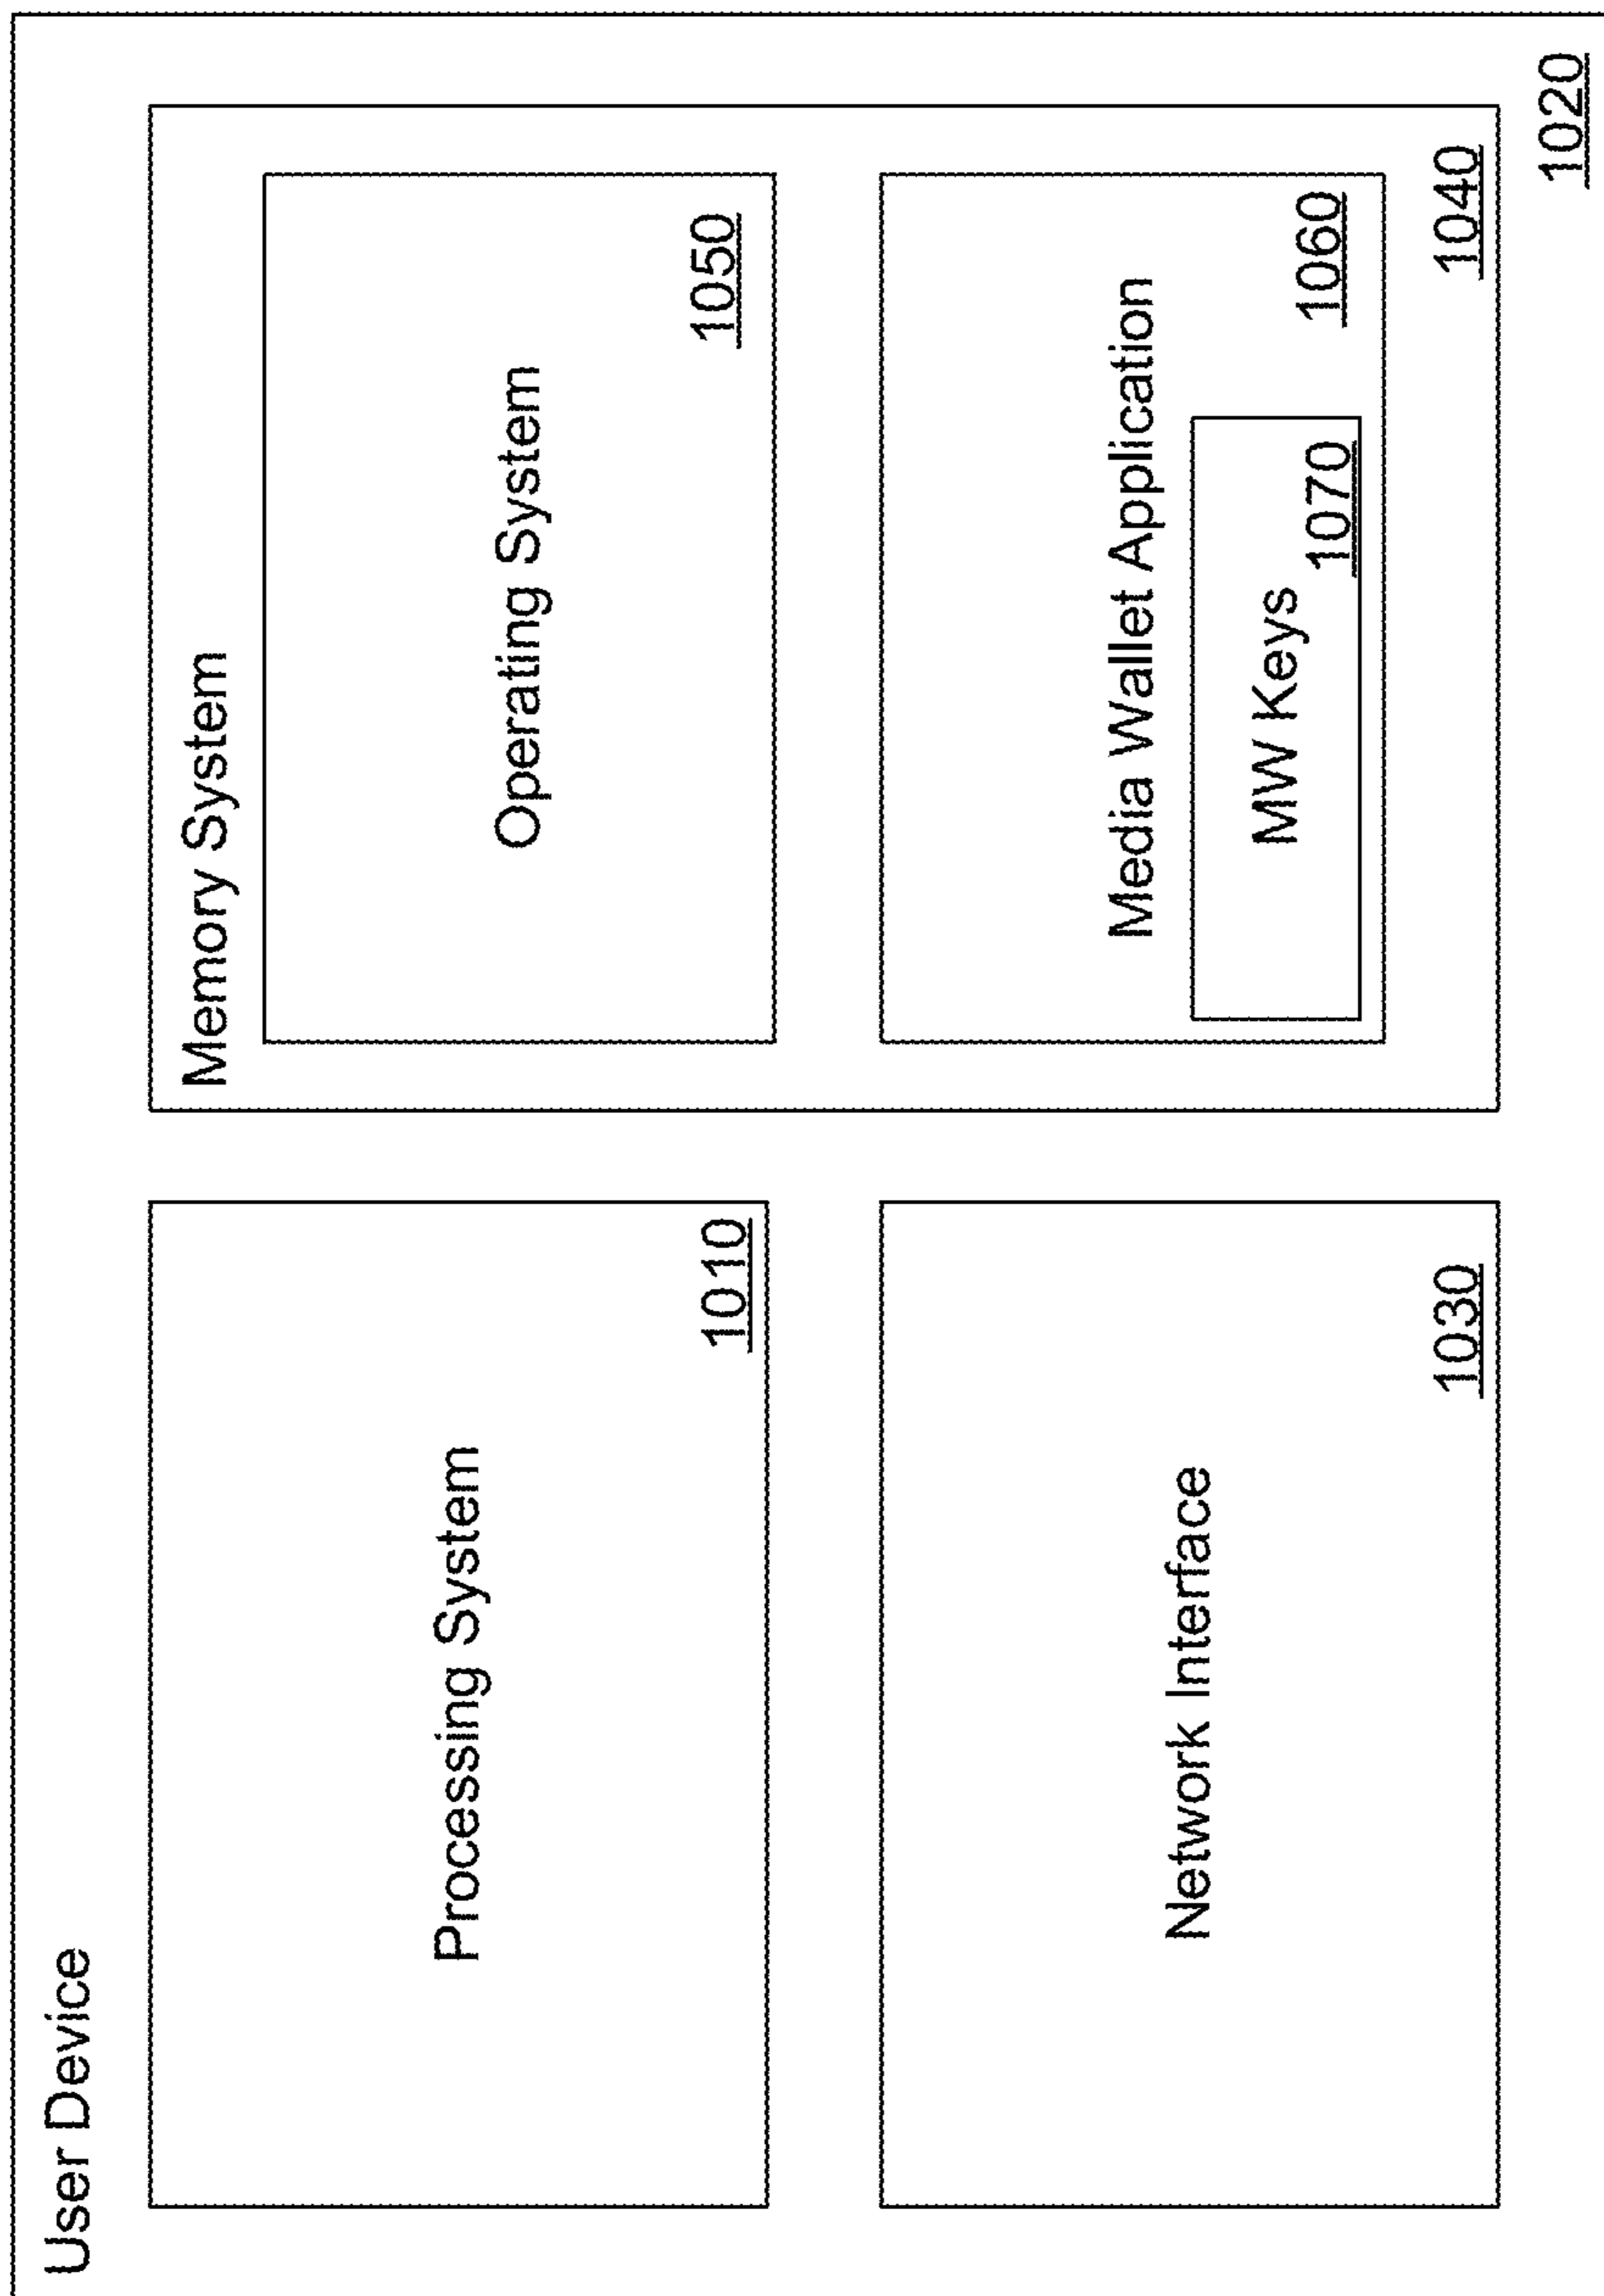 User Device
Processing System
1010
Memory System
Operating System
1050
Network Interface
1030
Media Wallet Application
MW Keys
1070
1060
1040
1020